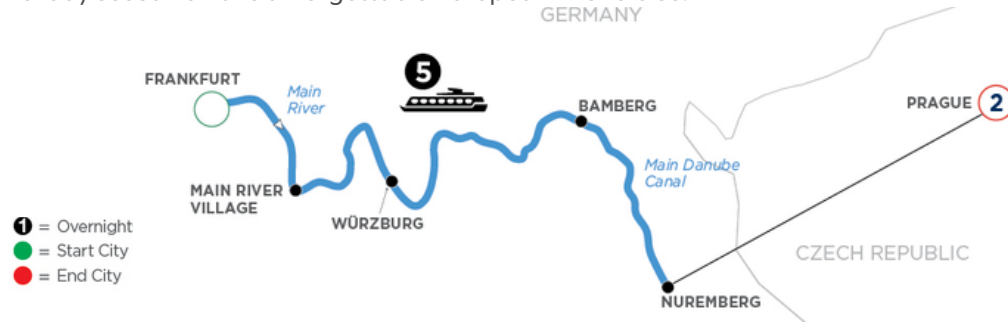 GERMANY
FRANKFURT
Main
River
5
BAMBERG
PRAGUE 2
Main Danube
Canal
MAIN RIVER
VILLAGE
WÜRZBURG
1 = Overnight
= Start City
= End City
CZECH REPUBLIC
NUREMBERG